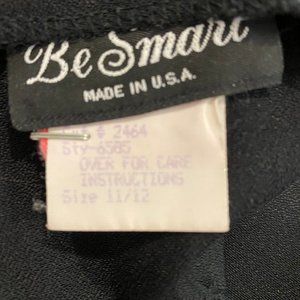 Be Smart
MADE IN U.S.A.
# 2464
Sty-6585
OVER FOR CARE
INSTRUCTIONS
Size 11/12